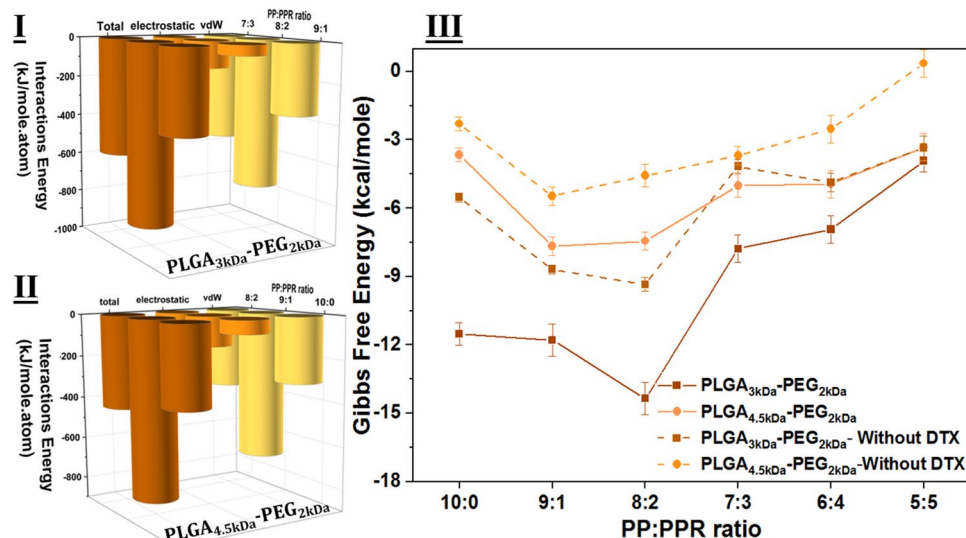 I
Total electrostatic vdW
PP:PPR ratio
7:3
8:2
9:1
Interactions Energy
(kJ/mole.atom)
0
-200
-400
-600
-800
-1000
PLGA3kDa-PEG2kDa
II
total electrostatic vdW
PP:PPR ratio
8:2
9:1
10:0
Interactions Energy
(kJ/mole.atom)
0
-200
-400
-600
-800
PLGA4.5kDa-PEG2kDa
III
Gibbs Free Energy (kcal/mole)
0
-3
-6
-9
-12
-15
-18
PLGA3kDa-PEG2kDa
PLGA4.5kDa-PEG2kDa
PLGA3kDa-PEG2kDa- Without DTX
PLGA4.5kDa-PEG2kDa-Without DTX
10:0 9:1 8:2 7:3 6:4 5:5
PP:PPR ratio